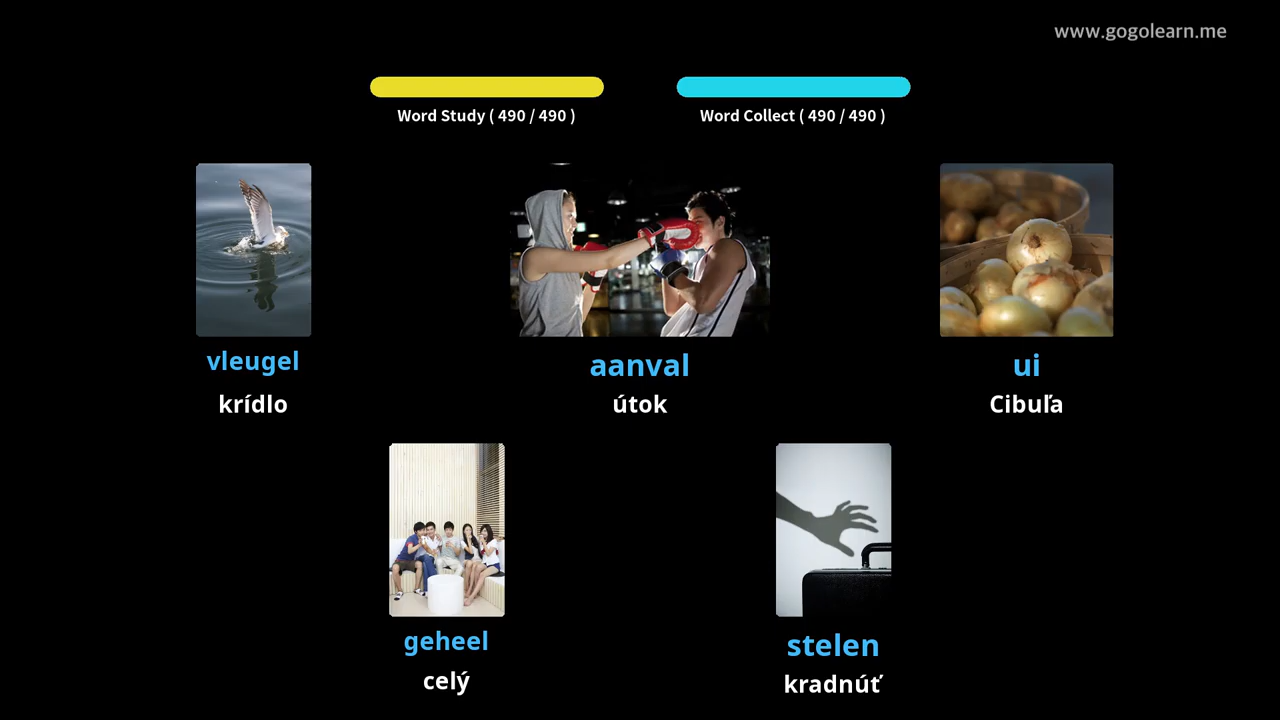 www.gogolearn.me
Word Study ( 490 / 490 )
Word Collect ( 490 / 490 )
vleugel
krídlo
aanval
útok
ui
Cibuľa
geheel
celý
stelen
kradnúť